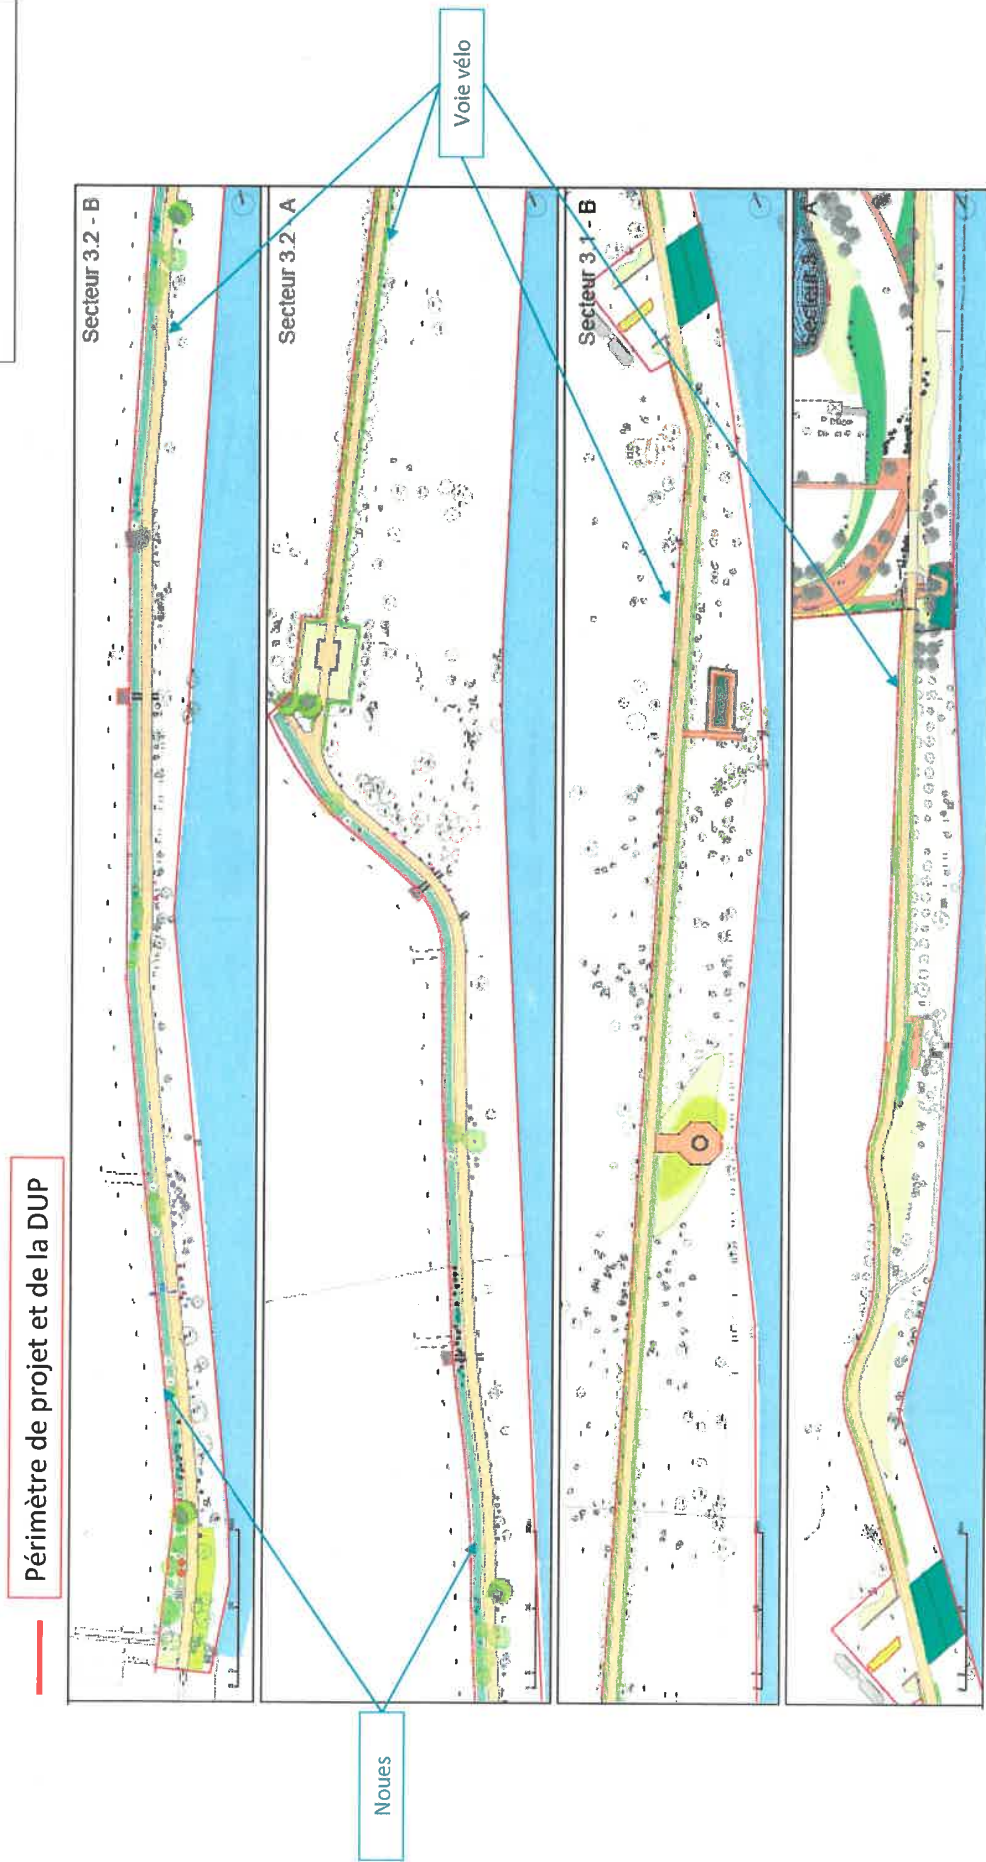 Périmètre de projet et de la DUP
Voie vélo
Noues
Secteur 3.2 - B
Secteur 3.2 - A
Secteur 3.1 - B
Secteur 3.1
A